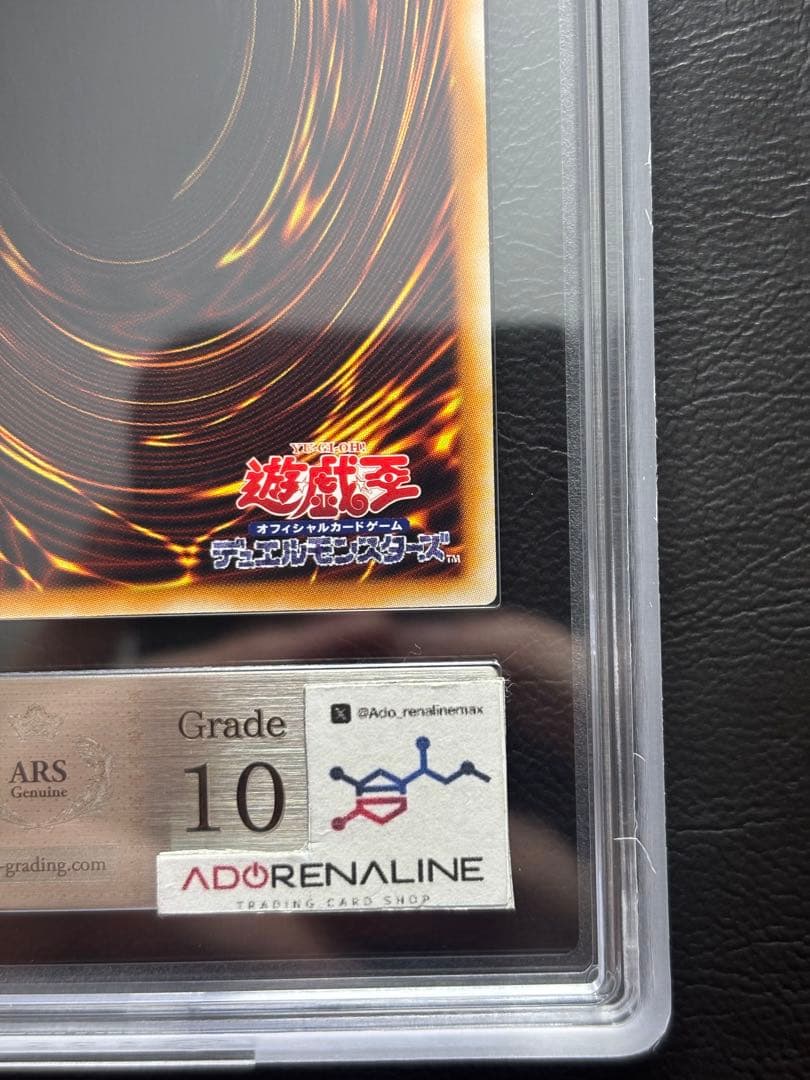 YU-GI-OH!
遊戯王
オフィシャルカードゲーム
デュエルモンスターズ™
Grade
10
ARS
Genuine
-grading.com
@Ado_renalinemax
ADORENALINE
TRADING CARD SHOP